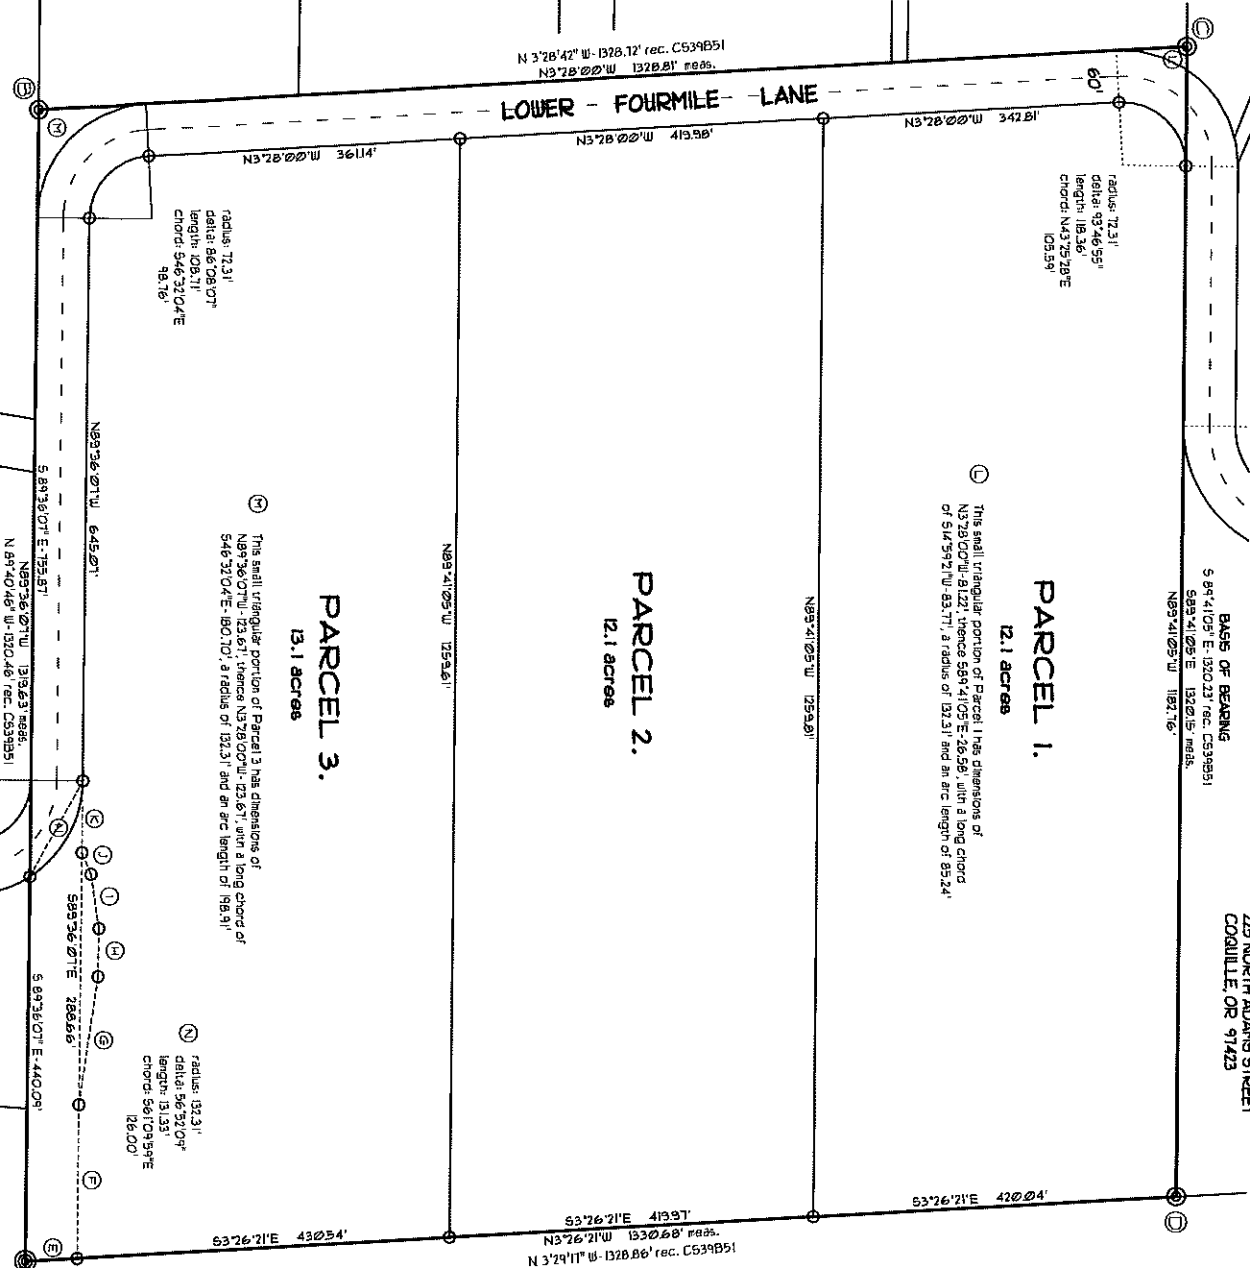 N 3°28'42" W-1328.72' rec. CS39B51
N3°28'00"W 1328.81' meas.
LOWER - FOURMILE - LANE
60'
N3°28'00"W 361.14'
N3°28'00"W 419.98'
N3°28'00"W 342.81'
B
M
C
radius: 72.31'
delta: 86°08'07"
length: 108.71'
chord: S46°32'04"E
98.76'
radius: 72.31'
delta: 93°46'55"
length: 118.36'
chord: N43°25'28"E
105.59'
BASIS OF BEARING
S 89°41'05" E-1320.23' rec. CS39B51
S89°41'05"E 1320.15' meas.
N89°41'05"W 1182.76'
L
This small triangular portion of Parcel 1 has dimensions of
N3°28'00"W-81.22', thence S89°41'05"E-26.58', with a long chord
of S14°59'21"W-83.77', a radius of 132.31' and an arc length of 85.24'
PARCEL 1.
12.1 acres
N89°41'05"W 1259.81'
PARCEL 2.
12.1 acres
N89°41'05"W 1259.61'
PARCEL 3.
13.1 acres
M
This small triangular portion of Parcel 3 has dimensions of
N89°36'07"W-123.67', thence N3°28'00"W-123.67', with a long chord of
S46°32'04"E-180.70', a radius of 132.31' and an arc length of 198.91'
N89°36'07"W 645.07'
S 89°36'07" E-755.87'
N89°36'07"W 1319.63' meas.
N 89°40'46" W-1320.46' rec. CS39B51
N
K
J
I
H
G
F
E
S89°36'07"E 288.66'
S 89°36'07" E-440.09'
N
radius: 132.31'
delta: 56°52'09"
length: 131.33'
chord: S61°09'59"E
126.00'
225 NORTH ADAMS STREET
COQUILLE, OR 97423
D
S3°26'21"E 430.54'
S3°26'21"E 419.97'
S3°26'21"E 420.04'
N3°26'21"W 1330.68' meas.
N 3°29'17" W-1328.86' rec. CS39B51